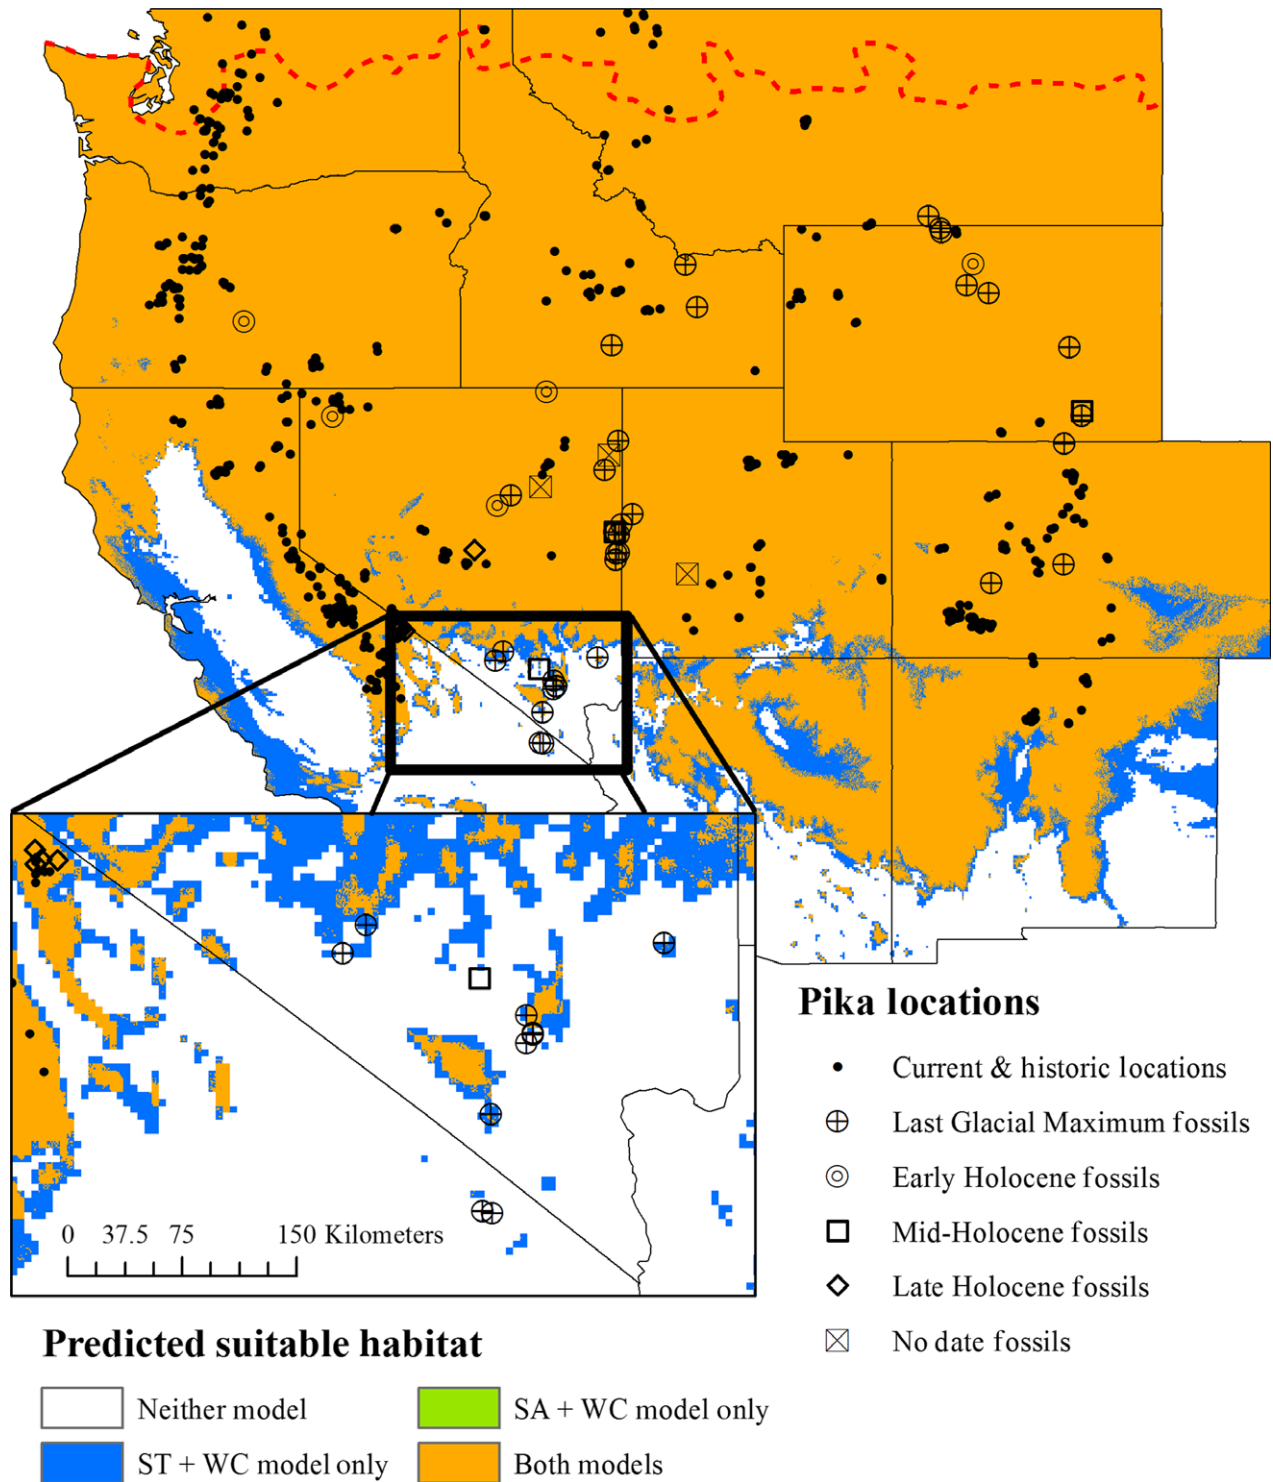 0 37.5 75 150 Kilometers
Pika locations
Current & historic locations
Last Glacial Maximum fossils
Early Holocene fossils
Mid-Holocene fossils
Late Holocene fossils
No date fossils
Predicted suitable habitat
Neither model
SA + WC model only
ST + WC model only
Both models